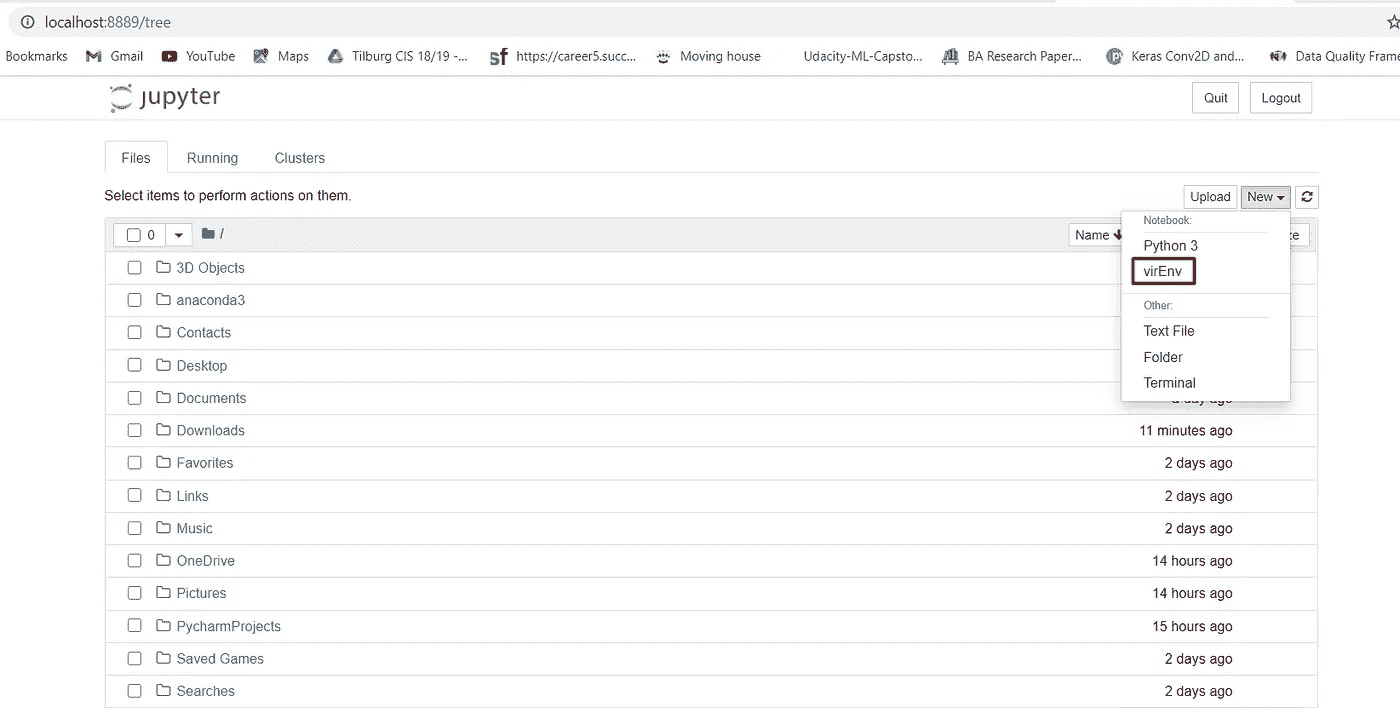 localhost:8889/tree
Bookmarks Gmail YouTube Maps Tilburg CIS 18/19 -... sf https://career5.succ... Moving house Udacity-ML-Capsto... BA Research Paper... Keras Conv2D and... Data Quality Frame
jupyter Quit Logout
Files Running Clusters
Select items to perform actions on them. Upload New
Notebook:
0 / Name
Python 3
virEnv
Other:
Text File
Folder
Terminal
3D Objects
anaconda3
Contacts
Desktop
Documents a day ago
Downloads 11 minutes ago
Favorites 2 days ago
Links 2 days ago
Music 2 days ago
OneDrive 14 hours ago
Pictures 14 hours ago
PycharmProjects 15 hours ago
Saved Games 2 days ago
Searches 2 days ago